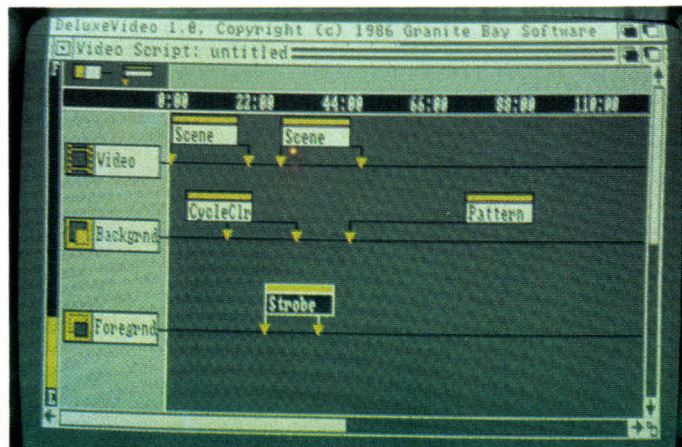 DeluxeVideo 1.0, Copyright (c) 1986 Granite Bay Software
Video Script: untitled
0:00 22:00 44:00 66:00 88:00 110:00
Scene Scene
Video
CycleClr Pattern
Backgrnd
Strobe
Foregrnd
E